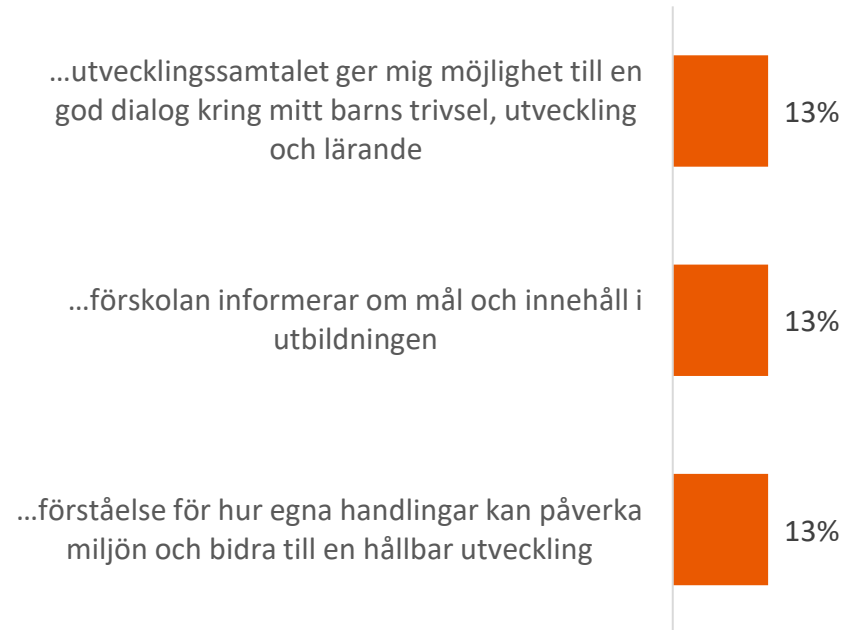 ...utvecklingssamtalet ger mig möjlighet till en
god dialog kring mitt barns trivsel, utveckling
och lärande
13%
...förskolan informerar om mål och innehåll i
utbildningen
13%
...förståelse för hur egna handlingar kan påverka
miljön och bidra till en hållbar utveckling
13%